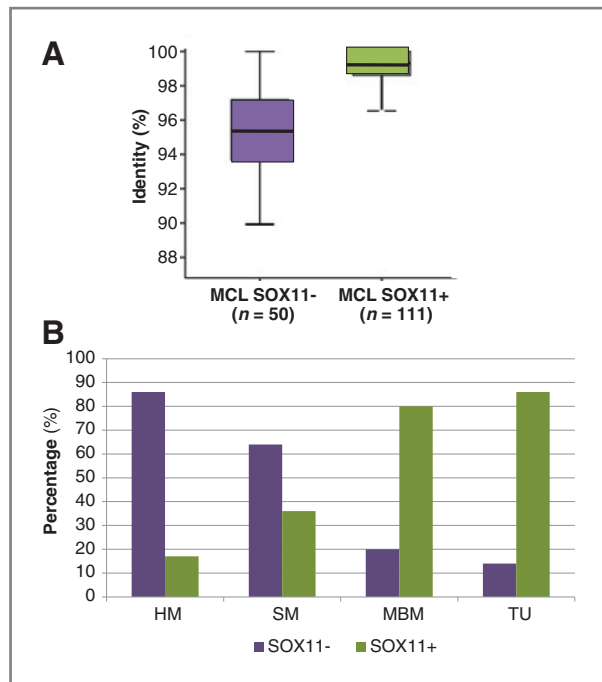 A
Identity (%)
100
98
96
94
92
90
88
MCL SOX11-
(n = 50)
MCL SOX11+
(n = 111)
B
Percentage (%)
100
90
80
70
60
50
40
30
20
10
0
HM SM MBM TU
SOX11- SOX11+